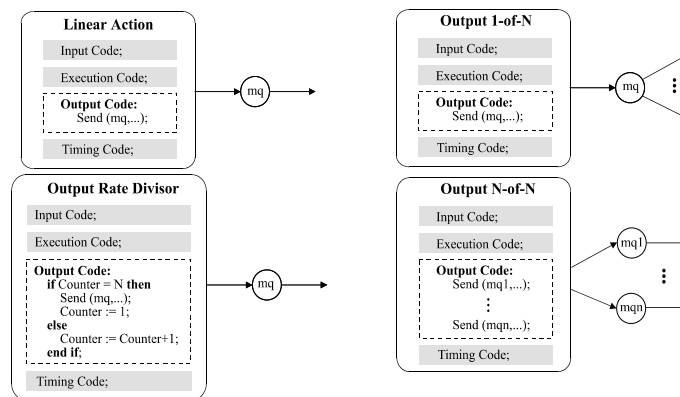 Linear Action
Input Code;
Execution Code;
Output Code:
Send (mq,...);
Timing Code;
mq
Output 1-of-N
Input Code;
Execution Code;
Output Code:
Send (mq,...);
Timing Code;
mq
Output Rate Divisor
Input Code;
Execution Code;
Output Code:
if Counter = N then
Send (mq,...);
Counter := 1;
else
Counter := Counter+1;
end if;
Timing Code;
mq
Output N-of-N
Input Code;
Execution Code;
Output Code:
Send (mq1,...);
Send (mqn,...);
Timing Code;
mq1
mqn